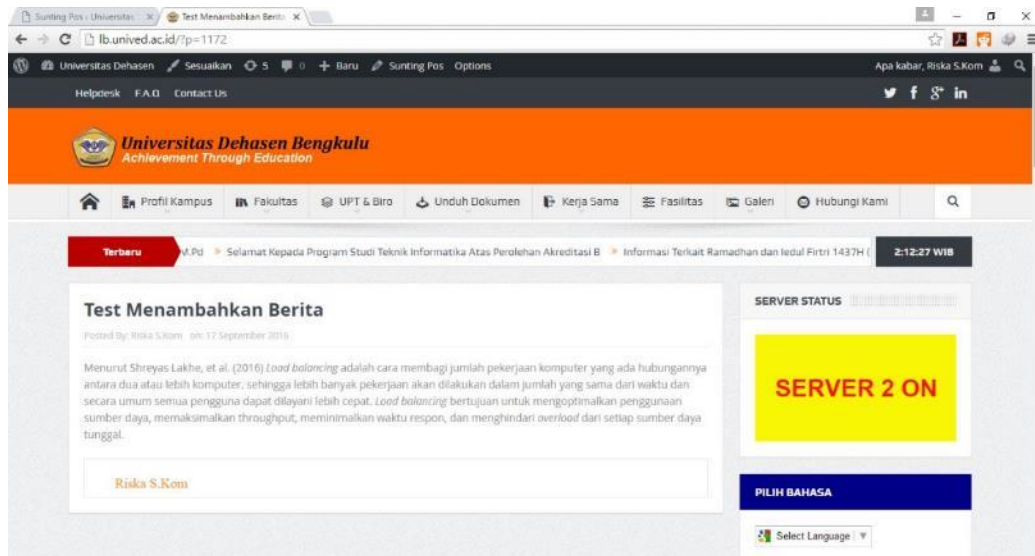 Sunting Pos ‹ Universitas
Test Menambahkan Berita
lb.unived.ac.id/?p=1172
Universitas Dehasen Sesuaikan 5 0 Baru Sunting Pos Options Apa kabar, Riska S.Kom
Helpdesk F.A.Q Contact Us
Universitas Dehasen Bengkulu
Achievement Through Education
Profil Kampus Fakultas UPT & Biro Unduh Dokumen Kerja Sama Fasilitas Galeri Hubungi Kami
Terbaru M.Pd » Selamat Kepada Program Studi Teknik Informatika Atas Perolehan Akreditasi B » Informasi Terkait Ramadhan dan Iedul Firtri 1437H ( 2:12:27 WIB
Test Menambahkan Berita
Posted By: Riska S.Kom on: 17 September 2016
Menurut Shreyas Lakhe, et al. (2016) Load balancing adalah cara membagi jumlah pekerjaan komputer yang ada hubungannya
antara dua atau lebih komputer, sehingga lebih banyak pekerjaan akan dilakukan dalam jumlah yang sama dari waktu dan
secara umum semua pengguna dapat dilayani lebih cepat. Load balancing bertujuan untuk mengoptimalkan penggunaan
sumber daya, memaksimalkan throughput, meminimalkan waktu respon, dan menghindari overload dari setiap sumber daya
tunggal.
Riska S.Kom
SERVER STATUS
SERVER 2 ON
PILIH BAHASA
Select Language